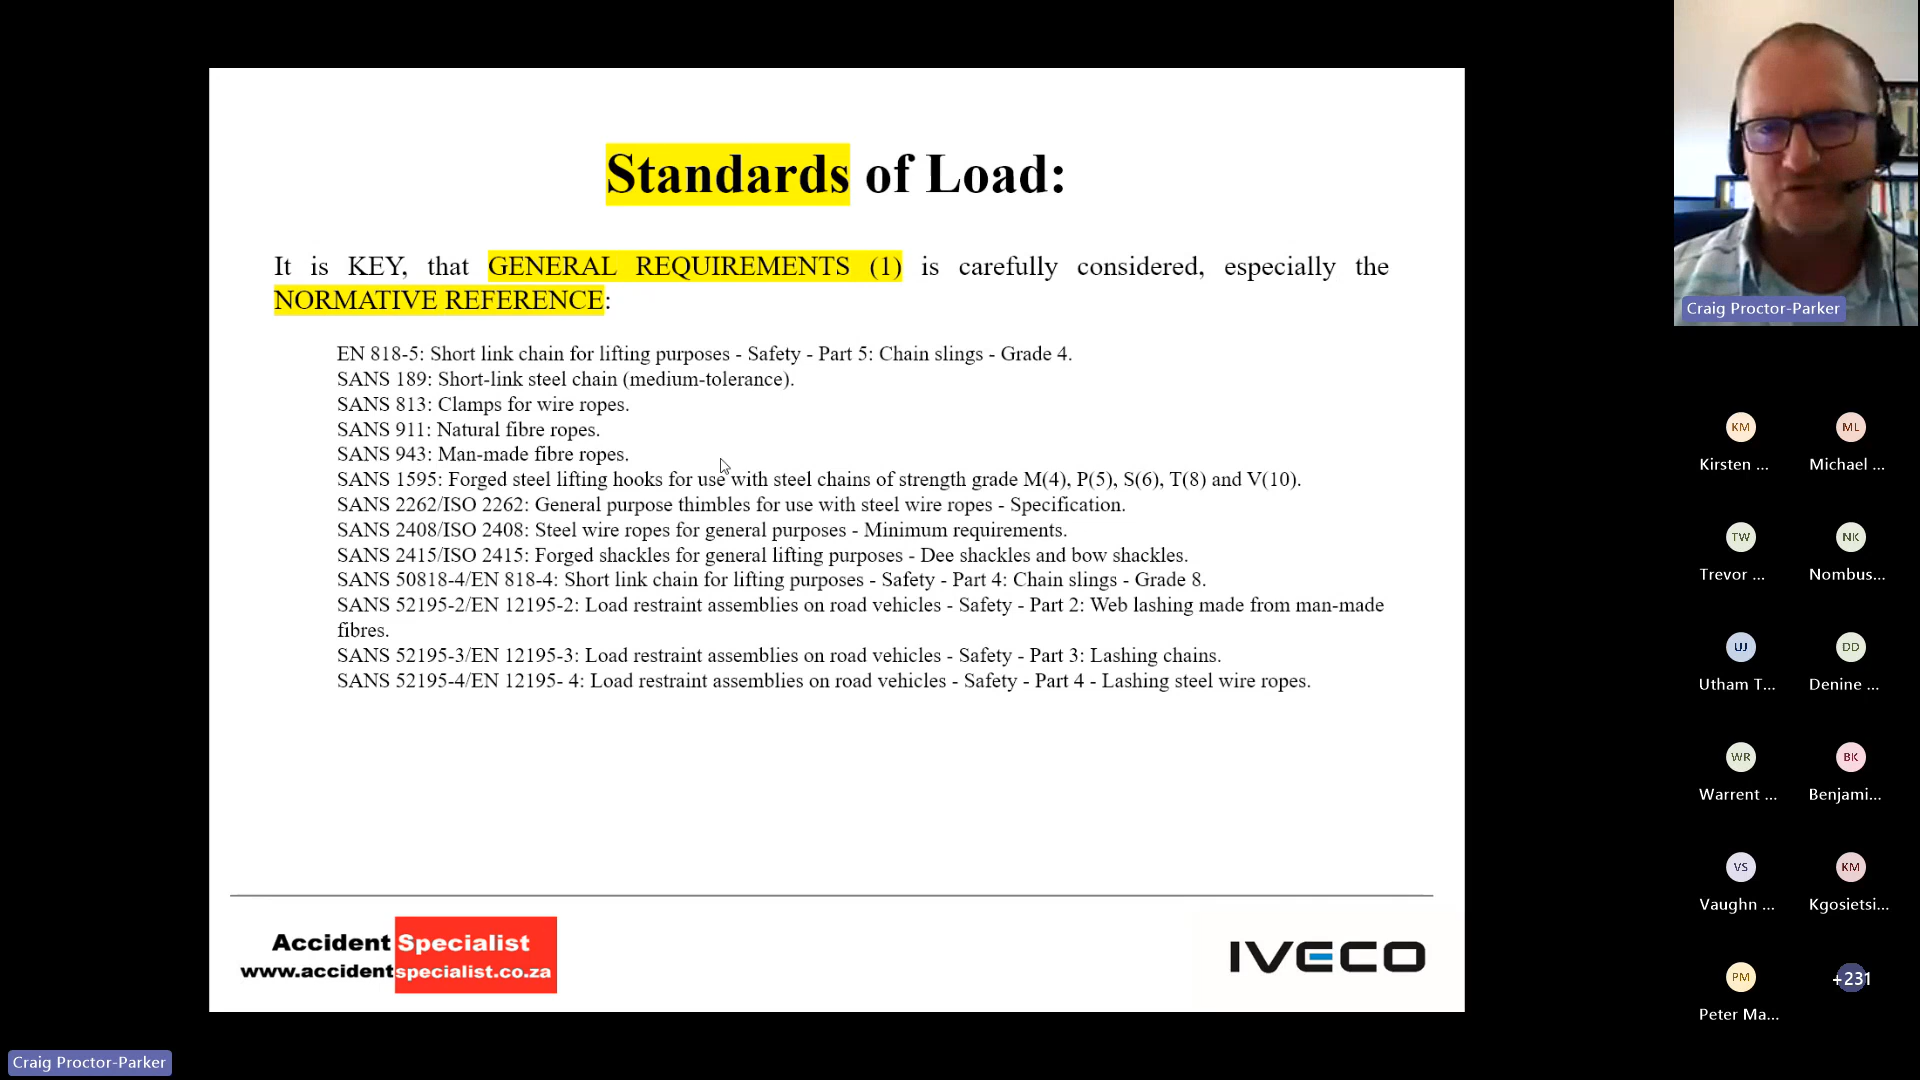 Standards of Load:
It is KEY, that GENERAL REQUIREMENTS (1) is carefully considered, especially the
NORMATIVE REFERENCE:
EN 818-5: Short link chain for lifting purposes - Safety - Part 5: Chain slings - Grade 4.
SANS 189: Short-link steel chain (medium-tolerance).
SANS 813: Clamps for wire ropes.
SANS 911: Natural fibre ropes.
SANS 943: Man-made fibre ropes.
SANS 1595: Forged steel lifting hooks for use with steel chains of strength grade M(4), P(5), S(6), T(8) and V(10).
SANS 2262/ISO 2262: General purpose thimbles for use with steel wire ropes - Specification.
SANS 2408/ISO 2408: Steel wire ropes for general purposes - Minimum requirements.
SANS 2415/ISO 2415: Forged shackles for general lifting purposes - Dee shackles and bow shackles.
SANS 50818-4/EN 818-4: Short link chain for lifting purposes - Safety - Part 4: Chain slings - Grade 8.
SANS 52195-2/EN 12195-2: Load restraint assemblies on road vehicles - Safety - Part 2: Web lashing made from man-made
fibres.
SANS 52195-3/EN 12195-3: Load restraint assemblies on road vehicles - Safety - Part 3: Lashing chains.
SANS 52195-4/EN 12195- 4: Load restraint assemblies on road vehicles - Safety - Part 4 - Lashing steel wire ropes.
Accident Specialist
www.accidentspecialist.co.za
IVECO
Craig Proctor-Parker
Craig Proctor-Parker
KM ML
Kirsten ... Michael ...
TW NK
Trevor ... Nombus...
UJ DD
Utham T... Denine ...
WR BK
Warrent ... Benjami...
VS KM
Vaughn ... Kgosietsi...
PM +231
Peter Ma...